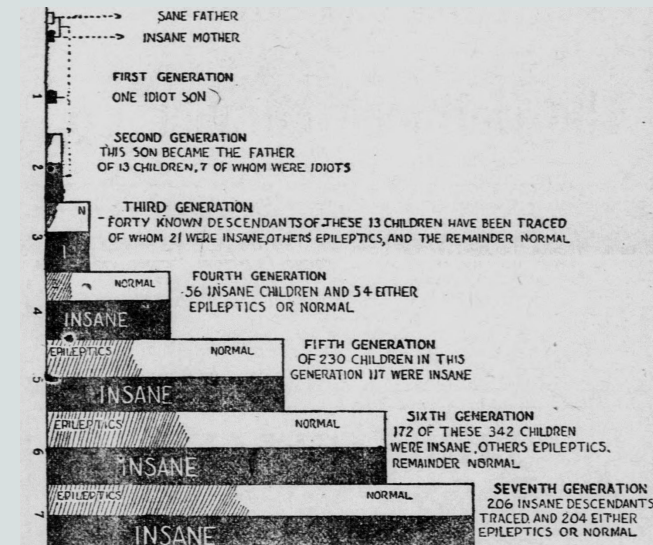 SANE FATHER
INSANE MOTHER
FIRST GENERATION
1
ONE IDIOT SON
SECOND GENERATION
THIS SON BECAME THE FATHER
2
OF 13 CHILDREN, 7 OF WHOM WERE IDIOTS
N
THIRD GENERATION
FORTY KNOWN DESCENDANTS OF THESE 13 CHILDREN HAVE BEEN TRACED
3
I
OF WHOM 21 WERE INSANE, OTHERS EPILEPTIC, AND THE REMAINDER NORMAL
NORMAL
FOURTH GENERATION
56 INSANE CHILDREN AND 54 EITHER
EPILEPTICS OR NORMAL
4
INSANE
EPILEPTICS
NORMAL
FIFTH GENERATION
OF 230 CHILDREN IN THIS
GENERATION 117 WERE INSANE
5
INSANE
EPILEPTICS
NORMAL
SIXTH GENERATION
172 OF THESE 342 CHILDREN
WERE INSANE, OTHERS EPILEPTICS.
REMAINDER NORMAL
6
INSANE
EPILEPTICS
NORMAL
SEVENTH GENERATION
206 INSANE DESCENDANTS
TRACED AND 204 EITHER
EPILEPTICS OR NORMAL
7
INSANE